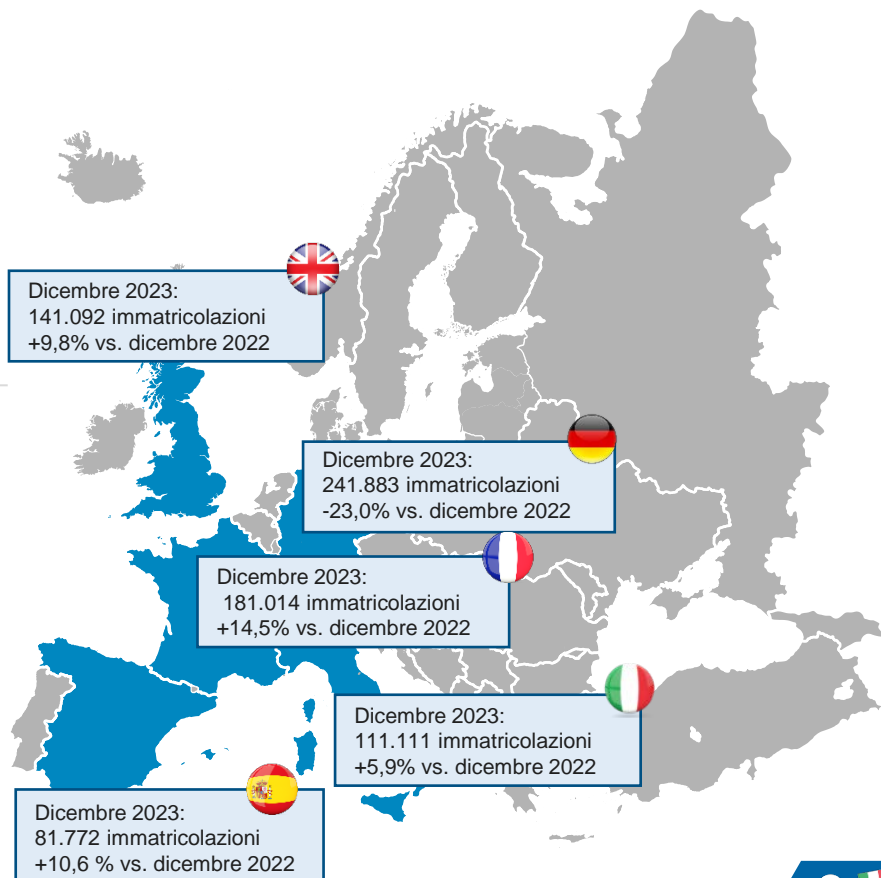 Dicembre 2023:
141.092 immatricolazioni
+9,8% vs. dicembre 2022
Dicembre 2023:
241.883 immatricolazioni
-23,0% vs. dicembre 2022
Dicembre 2023:
181.014 immatricolazioni
+14,5% vs. dicembre 2022
Dicembre 2023:
111.111 immatricolazioni
+5,9% vs. dicembre 2022
Dicembre 2023:
81.772 immatricolazioni
+10,6 % vs. dicembre 2022